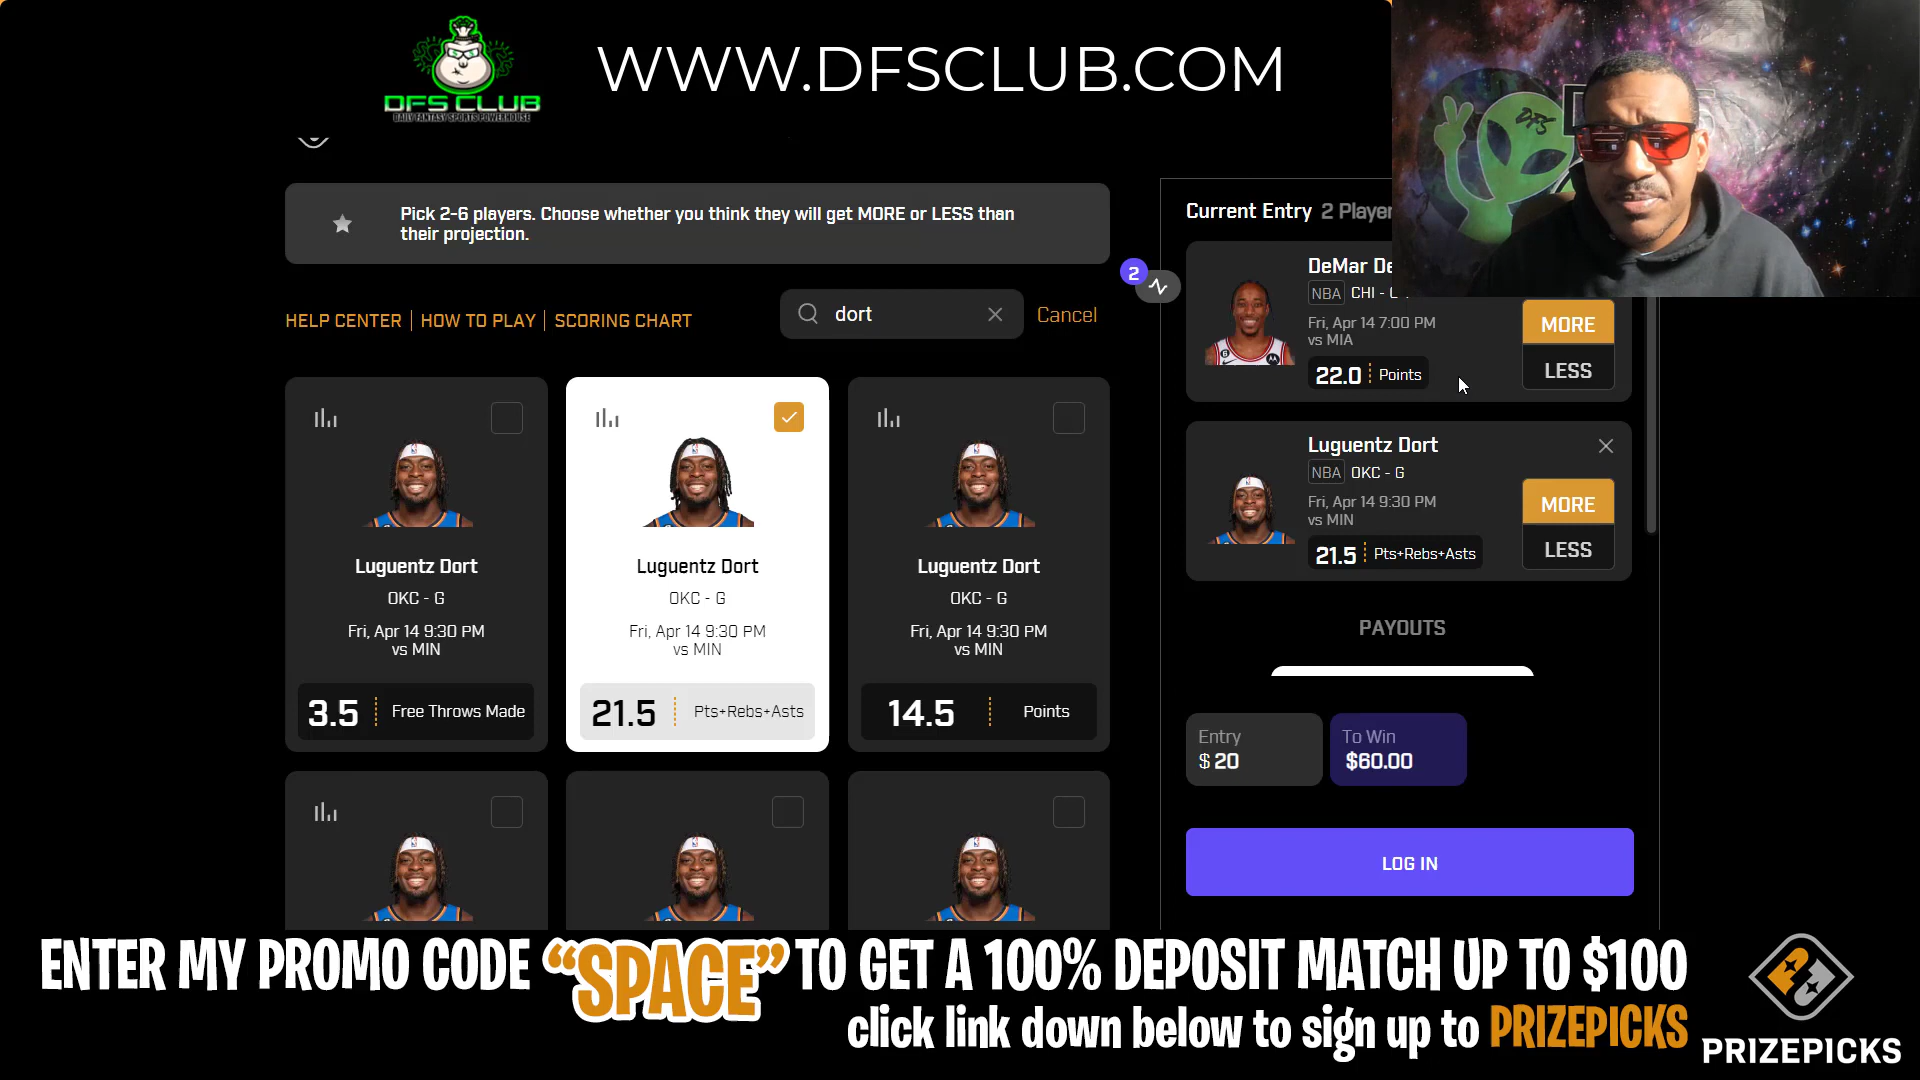 DFS CLUB
DAILY FANTASY SPORTS POWERHOUSE
WWW.DFSCLUB.COM
DFS
Pick 2-6 players. Choose whether you think they will get MORE or LESS than
their projection.
HELP CENTER | HOW TO PLAY | SCORING CHART
dort
Cancel
Luguentz Dort
OKC - G
Fri, Apr 14 9:30 PM
vs MIN
3.5
Free Throws Made
Luguentz Dort
OKC - G
Fri, Apr 14 9:30 PM
vs MIN
21.5
Pts+Rebs+Asts
Luguentz Dort
OKC - G
Fri, Apr 14 9:30 PM
vs MIN
14.5
Points
2
Current Entry 2 Player
DeMar De
NBA CHI -
Fri, Apr 14 7:00 PM
vs MIA
22.0 Points
MORE
LESS
Luguentz Dort
NBA OKC - G
Fri, Apr 14 9:30 PM
vs MIN
21.5 Pts+Rebs+Asts
MORE
LESS
PAYOUTS
Entry
$ 20
To Win
$60.00
LOG IN
ENTER MY PROMO CODE “SPACE” TO GET A 100% DEPOSIT MATCH UP TO $100
click link down below to sign up to PRIZEPICKS
PRIZEPICKS